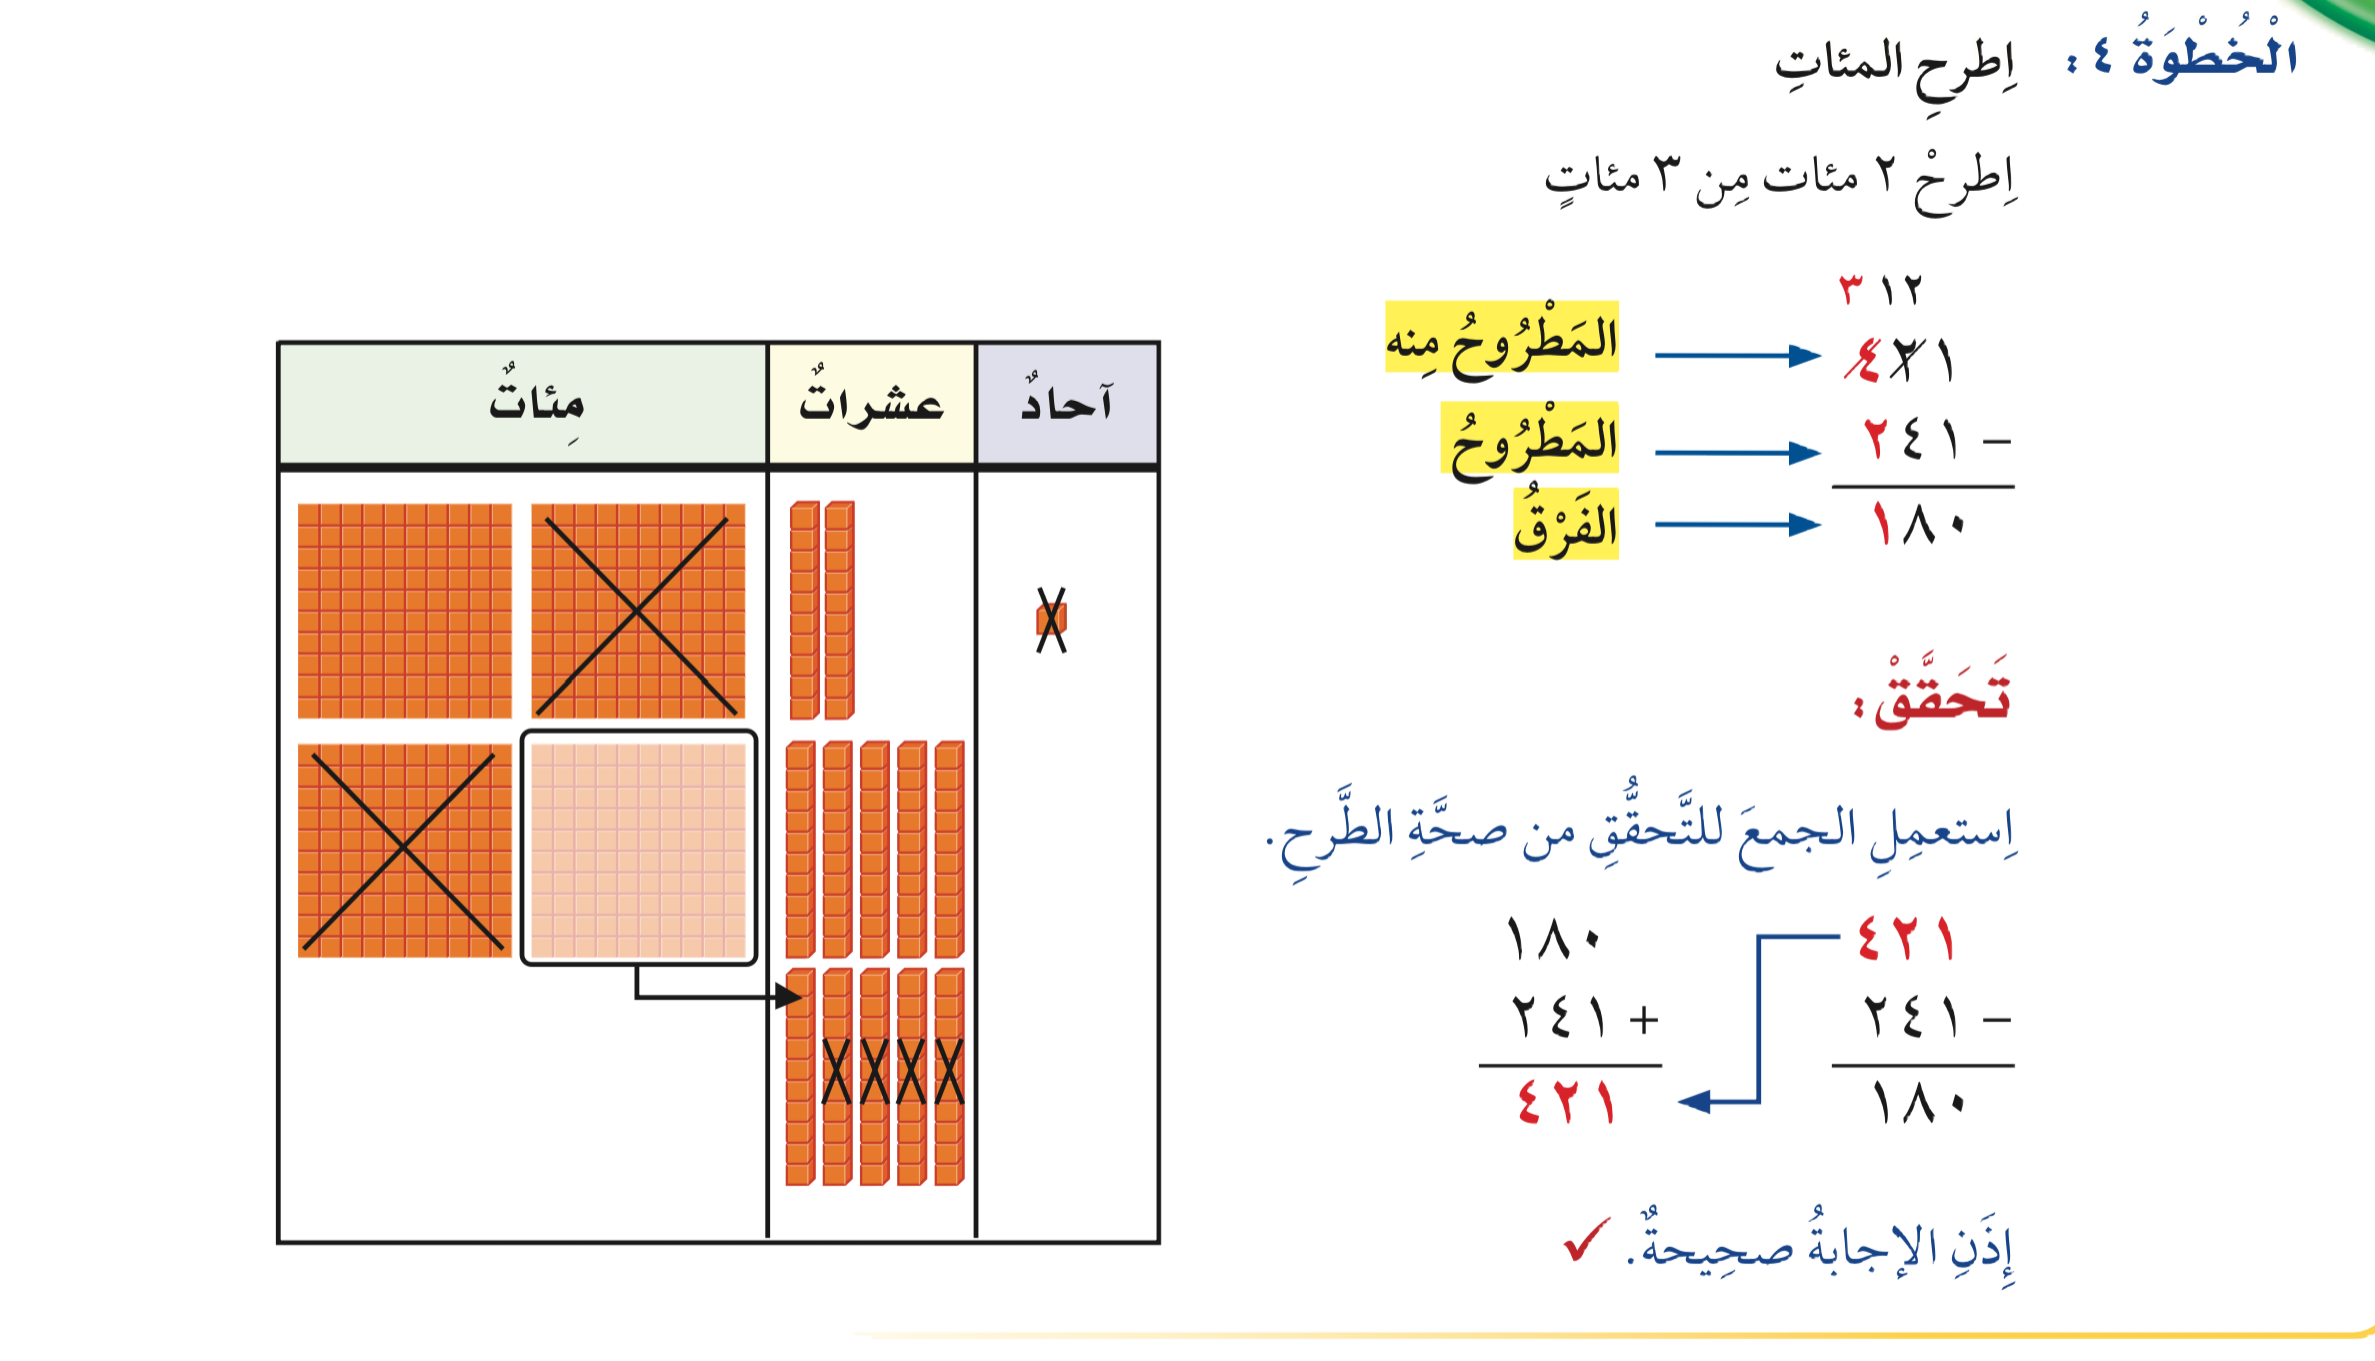 الْخُطْوَةُ ٤: اِطرحِ المئاتِ
اِطرحْ ٢ مئات مِن ٣ مئاتٍ
٣ ١٢
٤٢١ المَطْرُوحُ مِنه
٢٤١ − المَطْرُوحُ
١٨٠ الفَرْقُ
مِئاتٌ عشراتٌ آحادٌ
تَحَقَّقْ:
اِستعمِلِ الجمعَ للتَّحقُّقِ من صحَّةِ الطَّرحِ.
٤٢١
٢٤١ −
١٨٠
١٨٠
٢٤١ +
٤٢١
إِذَنِ الإجابةُ صحِيحةٌ. ✓